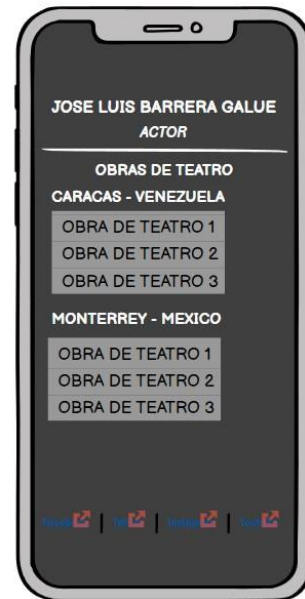 JOSE LUIS BARRERA GALUE
ACTOR
OBRAS DE TEATRO
CARACAS - VENEZUELA
OBRA DE TEATRO 1
OBRA DE TEATRO 2
OBRA DE TEATRO 3
MONTERREY - MEXICO
OBRA DE TEATRO 1
OBRA DE TEATRO 2
OBRA DE TEATRO 3